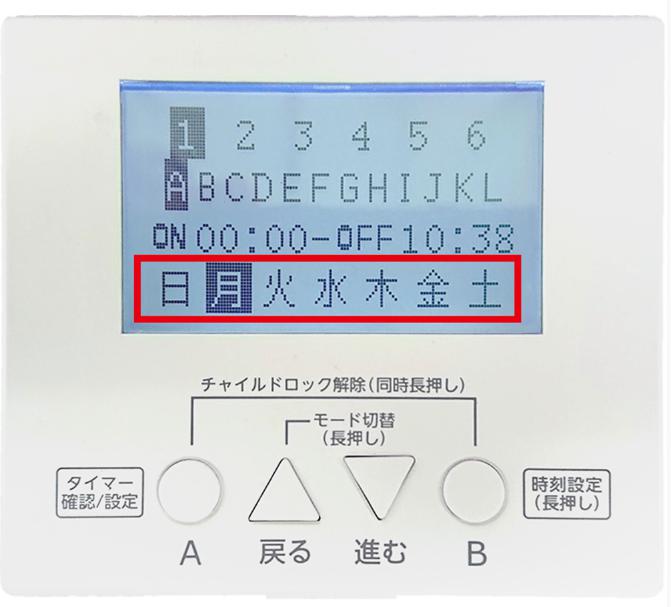 1 2 3 4 5 6
ABCDEFGHIJKL
ON 00:00-OFF10:38
日 月 火 水 木 金 土
チャイルドロック解除(同時長押し)
モード切替
(長押し)
タイマー
確認/設定
時刻設定
(長押し)
A 戻る 進む B